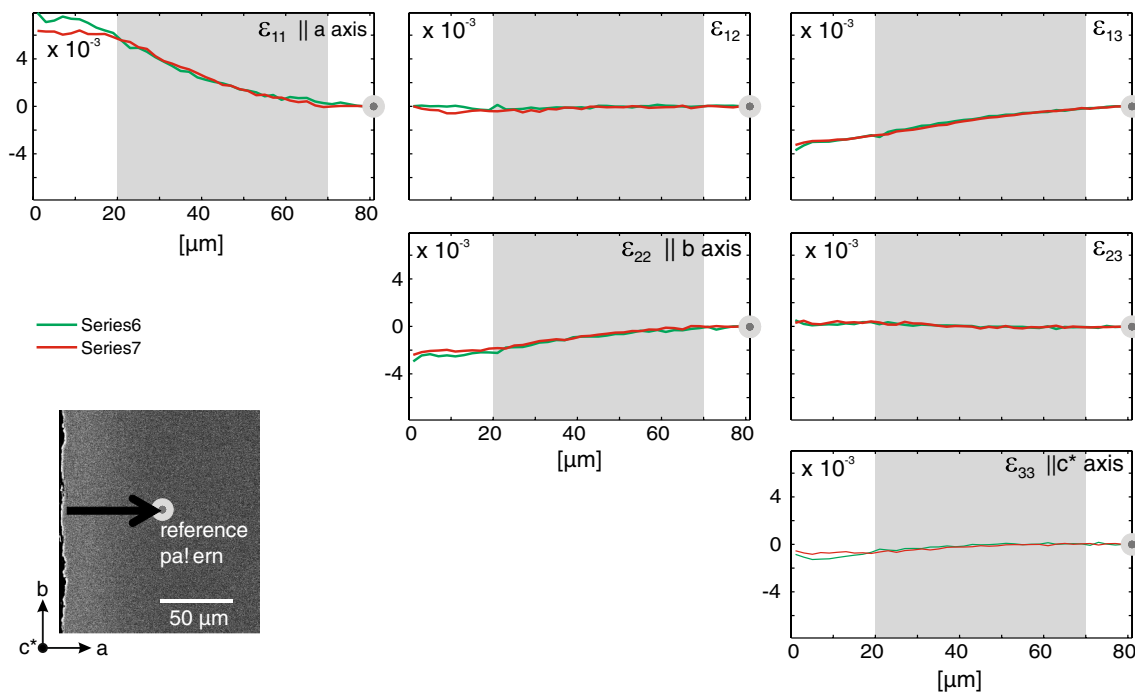 ε11 || a axis
x 10-3
4
0
-4
0 20 40 60 80
[µm]
x 10-3
ε12
x 10-3
ε13
x 10-3
ε22 || b axis
4
0
-4
0 20 40 60 80
[µm]
x 10-3
ε23
x 10-3
ε33 ||c* axis
4
0
-4
0 20 40 60 80
[µm]
Series6
Series7
reference
pa! ern
50 µm
b
c*
a